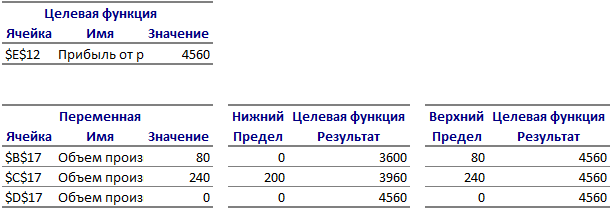 Целевая функция
Ячейка Имя Значение
$E$12 Прибыль от р 4560
Переменная Нижний Целевая функция Верхний Целевая функция
Ячейка Имя Значение Предел Результат Предел Результат
$B$17 Объем произ 80 0 3600 80 4560
$C$17 Объем произ 240 200 3960 240 4560
$D$17 Объем произ 0 0 4560 0 4560